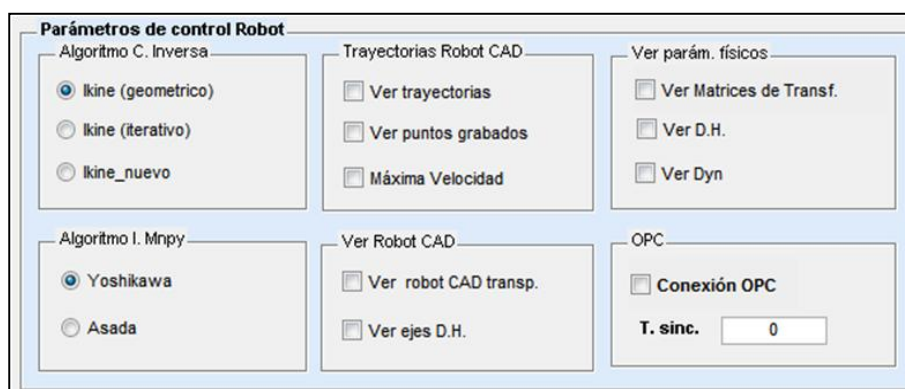 Parámetros de control Robot
Algoritmo C. Inversa
Ikine (geometrico)
Ikine (iterativo)
Ikine_nuevo
Trayectorias Robot CAD
Ver trayectorias
Ver puntos grabados
Máxima Velocidad
Ver parám. físicos
Ver Matrices de Transf.
Ver D.H.
Ver Dyn
Algoritmo I. Mnpy
Yoshikawa
Asada
Ver Robot CAD
Ver robot CAD transp.
Ver ejes D.H.
OPC
Conexión OPC
T. sinc. 0